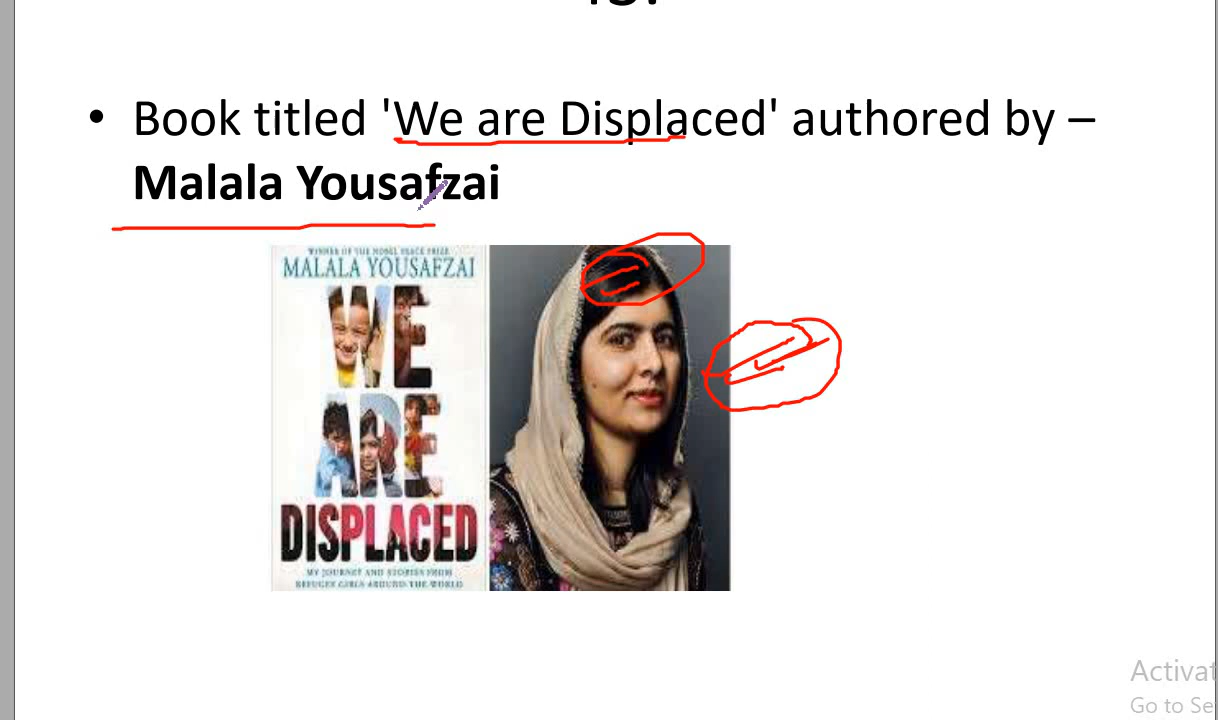 • Book titled 'We are Displaced' authored by –
Malala Yousafzai
WINNER OF THE NOBEL PEACE PRIZE
MALALA YOUSAFZAI
WE
ARE
DISPLACED
MY JOURNEY AND STORIES FROM
REFUGEE GIRLS AROUND THE WORLD
Activat
Go to Se